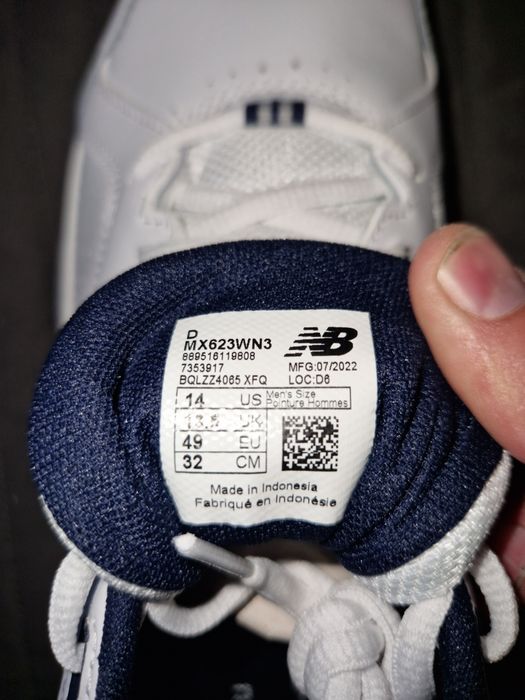 D
MX623WN3
889516119808
7353917
BQLZZ4065 XFQ
NB
MFG:07/2022
LOC:D6
14 US Men's Size
Pointure Hommes
13.5 UK
49 EU
32 CM
Made in Indonesia
Fabriqué en Indonésie